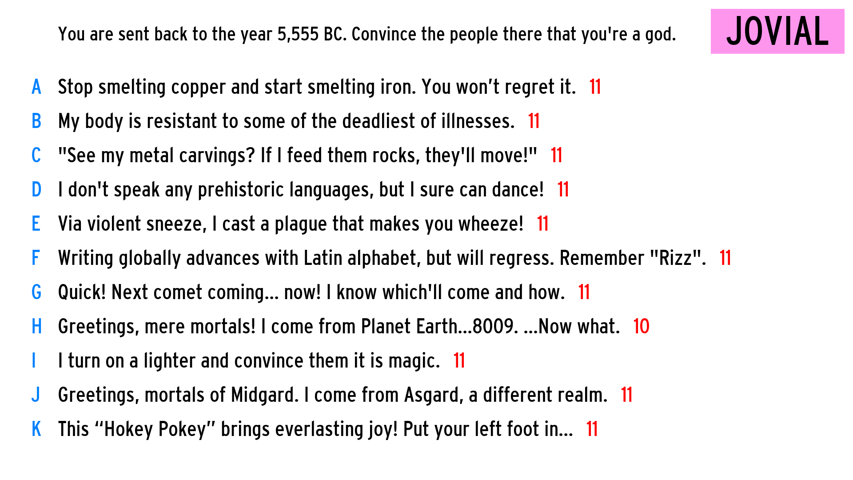 You are sent back to the year 5,555 BC. Convince the people there that you're a god.
JOVIAL
A Stop smelting copper and start smelting iron. You won’t regret it. 11
B My body is resistant to some of the deadliest of illnesses. 11
C "See my metal carvings? If I feed them rocks, they'll move!" 11
D I don't speak any prehistoric languages, but I sure can dance! 11
E Via violent sneeze, I cast a plague that makes you wheeze! 11
F Writing globally advances with Latin alphabet, but will regress. Remember "Rizz". 11
G Quick! Next comet coming... now! I know which'll come and how. 11
H Greetings, mere mortals! I come from Planet Earth...8009. ...Now what. 10
I I turn on a lighter and convince them it is magic. 11
J Greetings, mortals of Midgard. I come from Asgard, a different realm. 11
K This “Hokey Pokey” brings everlasting joy! Put your left foot in... 11